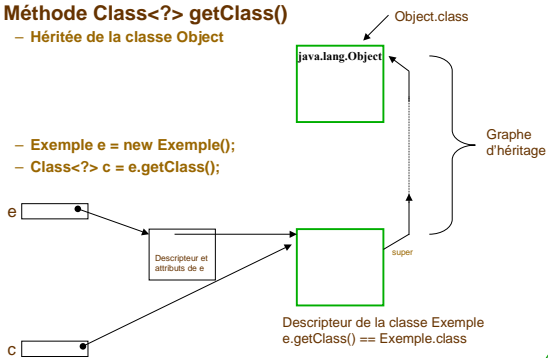 Méthode Class<?> getClass()
Object.class
– Héritée de la classe Object
java.lang.Object
– Exemple e = new Exemple();
– Class<?> c = e.getClass();
Graphe
d'héritage
e
Descripteur et
attributs de e
super
Descripteur de la classe Exemple
e.getClass() == Exemple.class
c